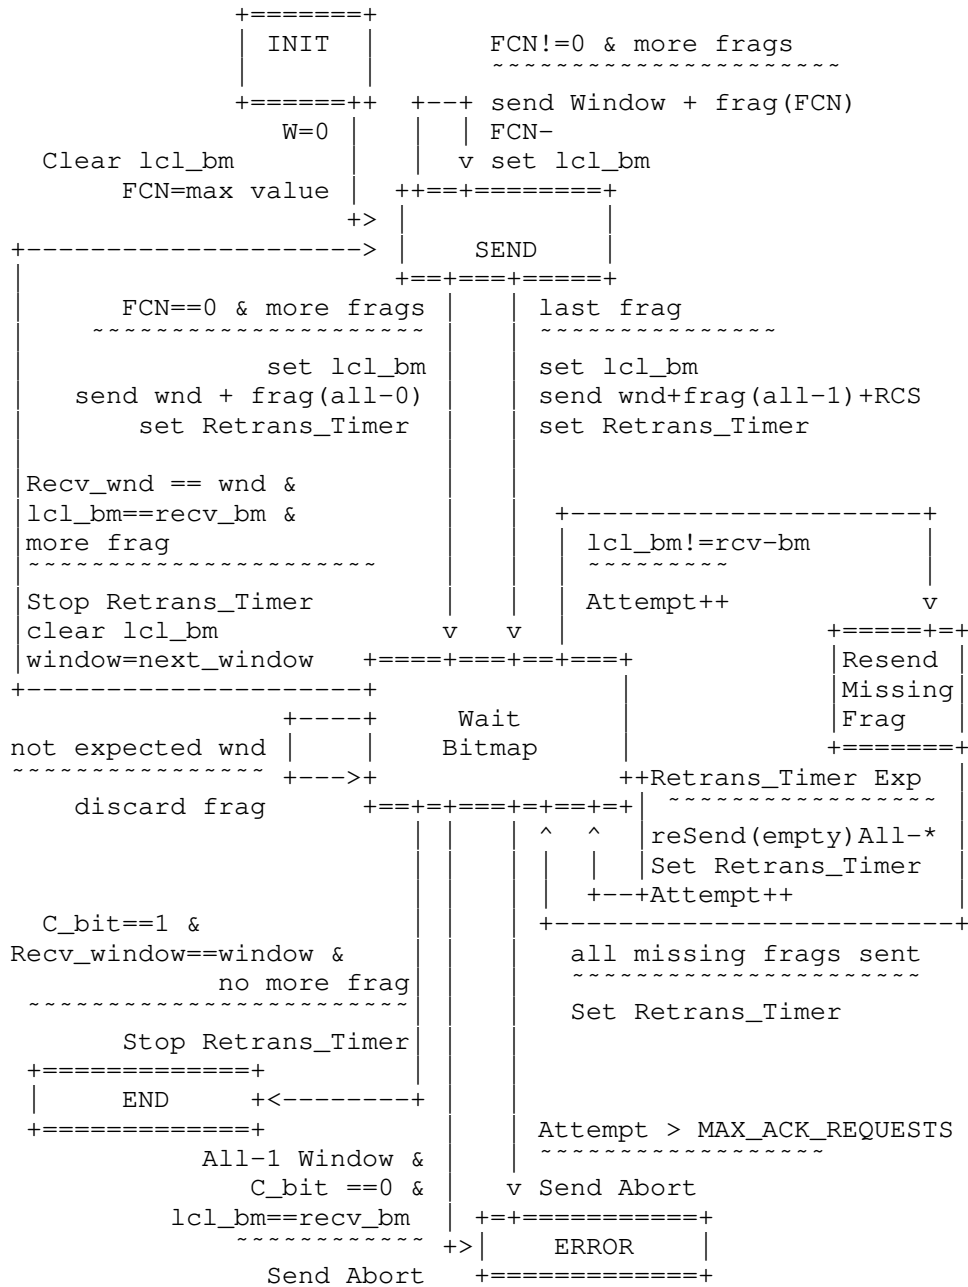 +=======+
              | INIT  |       FCN!=0 & more frags
              |       |       ~~~~~~~~~~~~~~~~~~~~~~
              +======++  +--+ send Window + frag(FCN)
                 W=0 |   |  | FCN-
  Clear lcl_bm       |   |  v set lcl_bm
       FCN=max value |  ++==+========+
                     +> |            |
+---------------------> |    SEND    |
|                       +==+===+=====+
|      FCN==0 & more frags |   | last frag
|    ~~~~~~~~~~~~~~~~~~~~~ |   | ~~~~~~~~~~~~~~~
|               set lcl_bm |   | set lcl_bm
|   send wnd + frag(all-0) |   | send wnd+frag(all-1)+RCS
|       set Retrans_Timer  |   | set Retrans_Timer
|                          |   |
|Recv_wnd == wnd &         |   |
|lcl_bm==recv_bm &         |   |  +----------------------+
|more frag                 |   |  | lcl_bm!=rcv-bm       |
|~~~~~~~~~~~~~~~~~~~~~~    |   |  | ~~~~~~~~~            |
|Stop Retrans_Timer        |   |  | Attempt++            v
|clear lcl_bm              v   v  |                +=====+=+
|window=next_window   +====+===+==+===+            |Resend |
+---------------------+               |            |Missing|
                 +----+     Wait      |            |Frag   |
not expected wnd |    |    Bitmap     |            +=======+
~~~~~~~~~~~~~~~~ +--->+               ++Retrans_Timer Exp  |
    discard frag      +==+=+===+=+==+=+| ~~~~~~~~~~~~~~~~~ |
                         | |   | ^  ^  |reSend(empty)All-* |
                         | |   | |  |  |Set Retrans_Timer  |
                         | |   | |  +--+Attempt++          |
  C_bit==1 &             | |   | +-------------------------+
Recv_window==window &    | |   |   all missing frags sent
             no more frag| |   |   ~~~~~~~~~~~~~~~~~~~~~~
 ~~~~~~~~~~~~~~~~~~~~~~~~| |   |   Set Retrans_Timer
       Stop Retrans_Timer| |   |
 +=============+         | |   |
 |     END     +<--------+ |   |
 +=============+           |   | Attempt > MAX_ACK_REQUESTS
            All-1 Window & |   | ~~~~~~~~~~~~~~~~~~
               C_bit ==0 & |   v Send Abort
          lcl_bm==recv_bm  | +=+===========+
              ~~~~~~~~~~~~ +>|    ERROR    |
                Send Abort   +=============+